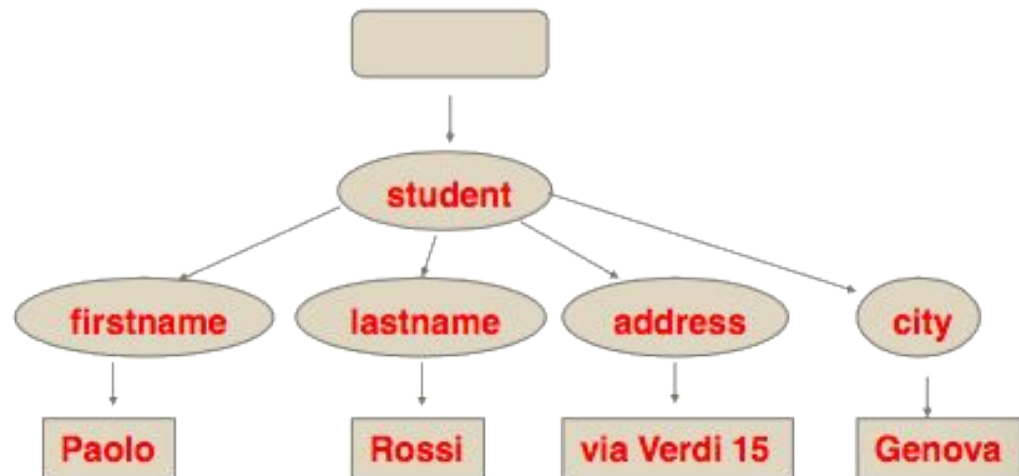 student
firstname
lastname
address
city
Paolo
Rossi
via Verdi 15
Genova